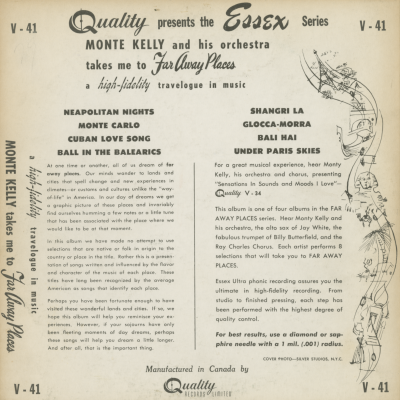 V - 41
Quality presents the ESSEX Series
V - 41
MONTE KELLY and his orchestra
takes me to Far Away Places
a high-fidelity travelogue in music
NEAPOLITAN NIGHTS
MONTE CARLO
CUBAN LOVE SONG
BALL IN THE BALEARICS
SHANGRI LA
GLOCCA-MORRA
BALI HAI
UNDER PARIS SKIES
At one time or another, all of us dream of far
away places. Our minds wander to lands and
cities that spell change and new experiences in
climates—or customs and cultures unlike the "way-
of-life" in America. In our day of dreams we get
a graphic picture of these places and invariably
find ourselves humming a few notes or a little tune
that has been associated with the place where we
would like to be at that moment.
In this album we have made no attempt to use
selections that are native or folk in origin to the
country or place in the title. Rather this is a presen-
tation of songs written and influenced by the flavor
and character of the music of each place. These
titles have long been recognized by the average
American as songs that identify each place.
Perhaps you have been fortunate enough to have
visited these wonderful lands and cities. If so, we
hope this album will help you reminisce your ex-
periences. However, if your sojourns have only
been fleeting moments of day dreams, perhaps
these songs will help you dream a little longer.
And after all, that is the important thing.
For a great musical experience, hear Monty
Kelly, his orchestra and chorus, presenting
"Sensations In Sounds and Moods I Love"—
Quality V - 34
This album is one of four albums in the FAR
AWAY PLACES series. Hear Monty Kelly and
his orchestra, the alto sax of Jay White, the
fabulous trumpet of Billy Butterfield, and the
Ray Charles Chorus. Each artist performs 8
selections that will take you to FAR AWAY
PLACES.
Essex Ultra phonic recording assures you the
ultimate in high-fidelity recording. From
studio to finished pressing, each step has
been performed with the highest degree of
quality control.
For best results, use a diamond or sap-
phire needle with a 1 mil. (.001) radius.
COVER PHOTO—SILVER STUDIOS, N.Y.C.
MONTE KELLY takes me to Far Away Places
a high-fidelity travelogue in music
Manufactured in Canada by
V - 41
Quality
RECORDS LIMITED
V - 41